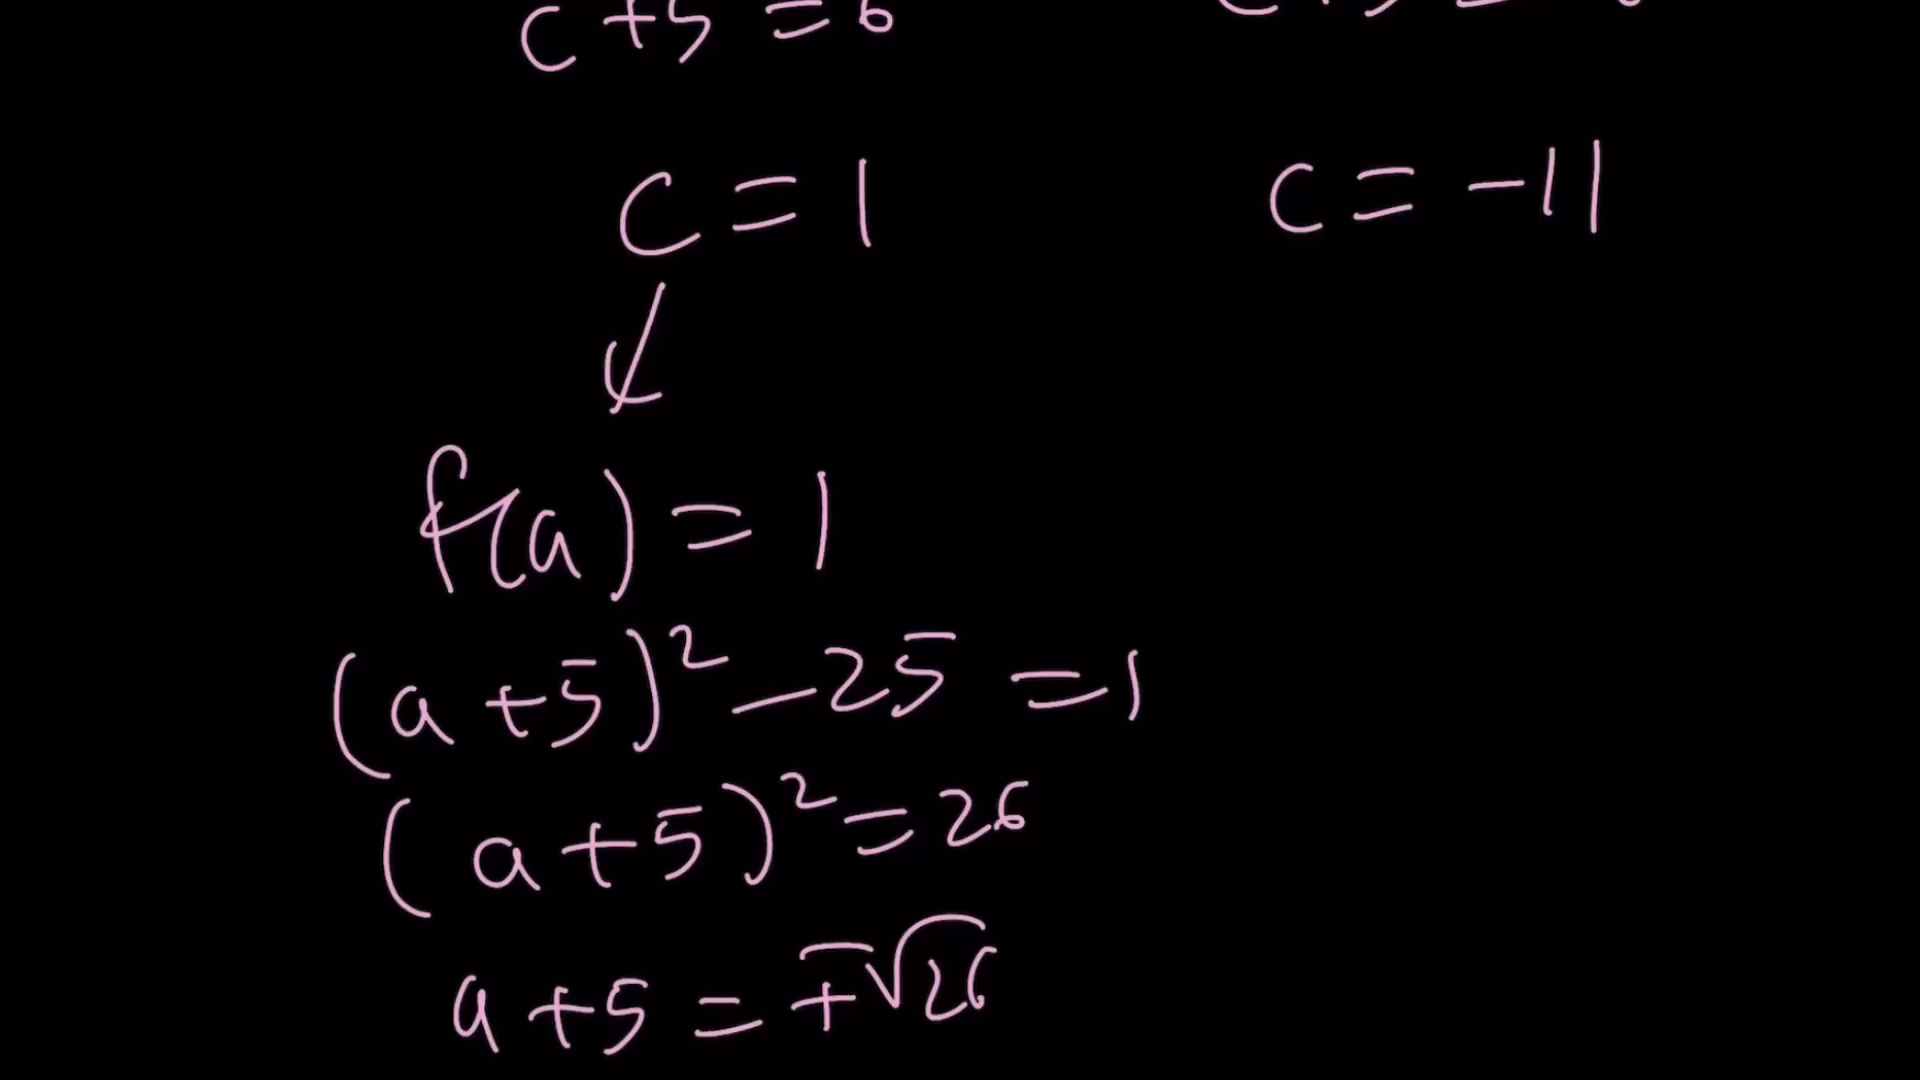 c+5=6
c=1 c=-11
f(a)=1
(a+5)²-25=1
(a+5)²=26
a+5=∓√26